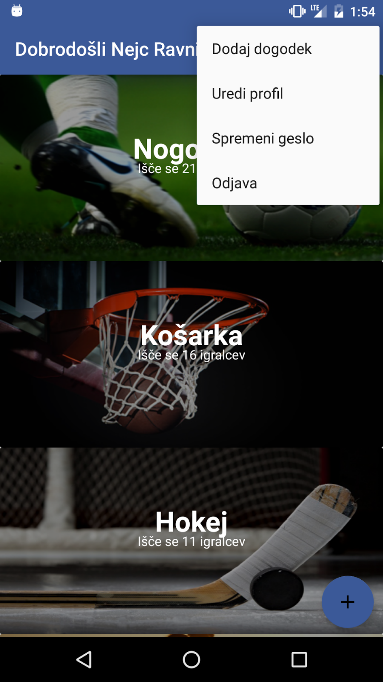 LTE 1:54
Dobrodošli Nejc Ravni
Dodaj dogodek
Uredi profil
Spremeni geslo
Odjava
Nogo
Išče se 21
Košarka
Išče se 16 igralcev
Hokej
Išče se 11 igralcev
+